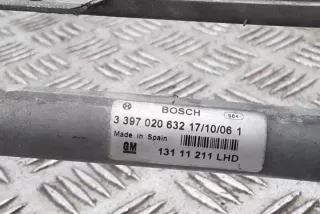 BOSCH
3 397 020 632 17/10/06 1
Made in Spain
GM 131 11 211 LHD